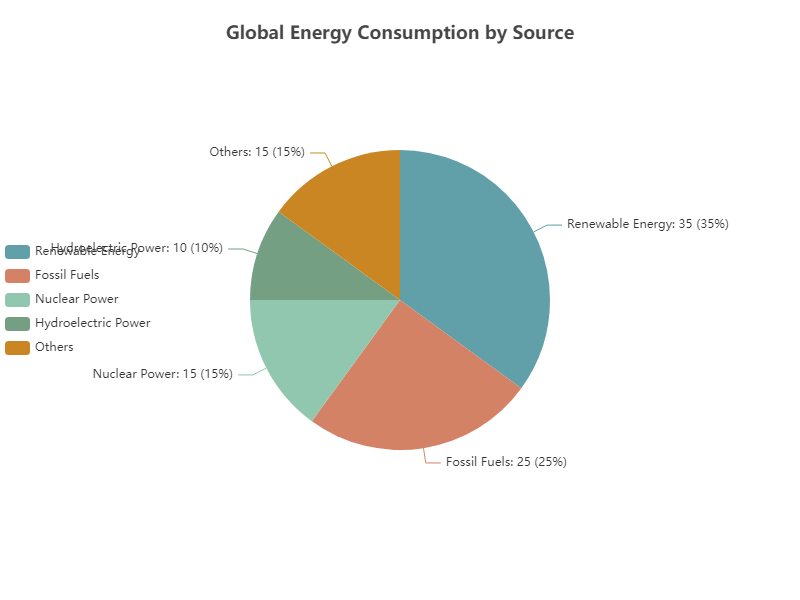 Global Energy Consumption by Source
Others: 15 (15%)
Renewable Energy: 35 (35%)
Hydroelectric Power: 10 (10%)
Renewable Energy
Fossil Fuels
Nuclear Power
Hydroelectric Power
Others
Nuclear Power: 15 (15%)
Fossil Fuels: 25 (25%)